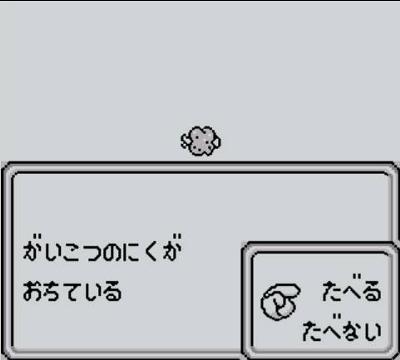 がいこつのにくが
おちている
たべる
たべない